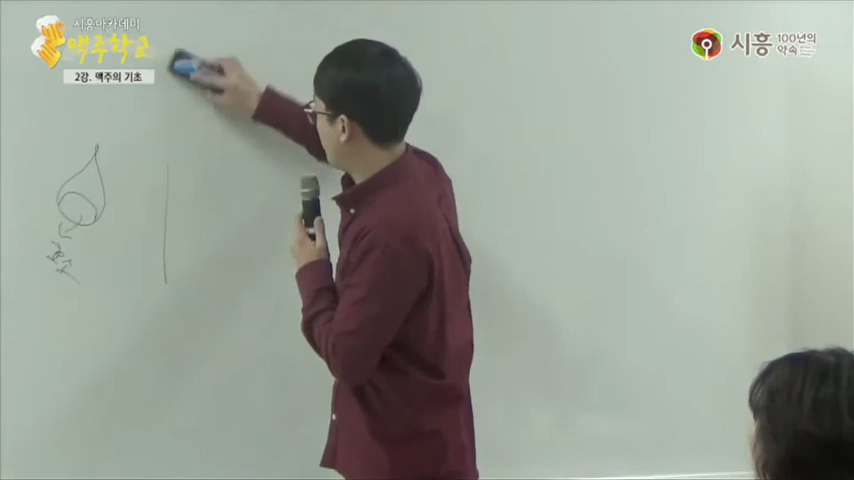 시흥아카데미
맥주학교
2강. 맥주의 기초
시흥 100년의 약속